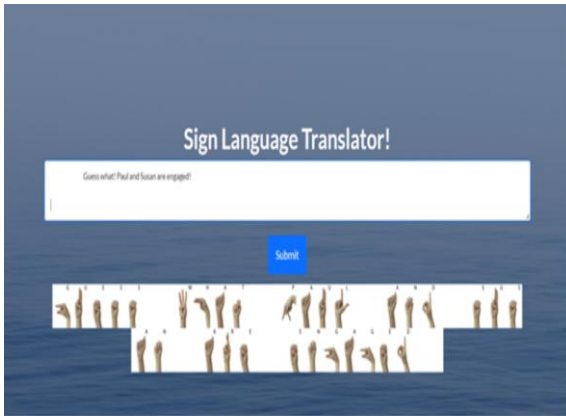 Sign Language Translator!
Guess what! Paul and Susan are engaged!
Submit
G U E S S W H A T P A U L A N D S U S
A N A R E E N G A G E D